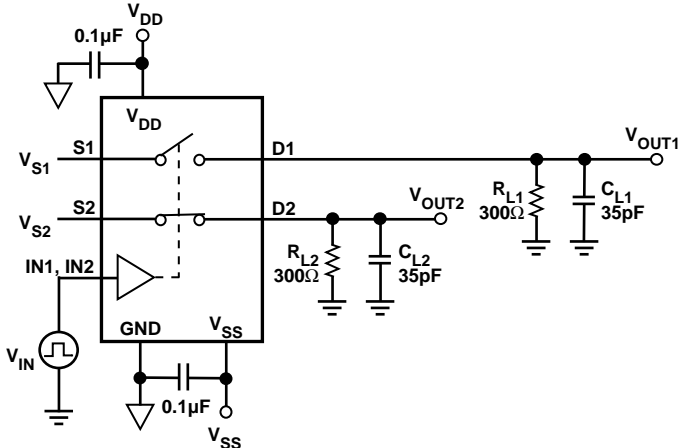 VDD
0.1µF
VDD
S1
D1
VS1
VOUT1
RL1
300Ω
CL1
35pF
S2
D2
VS2
VOUT2
RL2
300Ω
CL2
35pF
IN1, IN2
GND
VSS
VIN
0.1µF
VSS